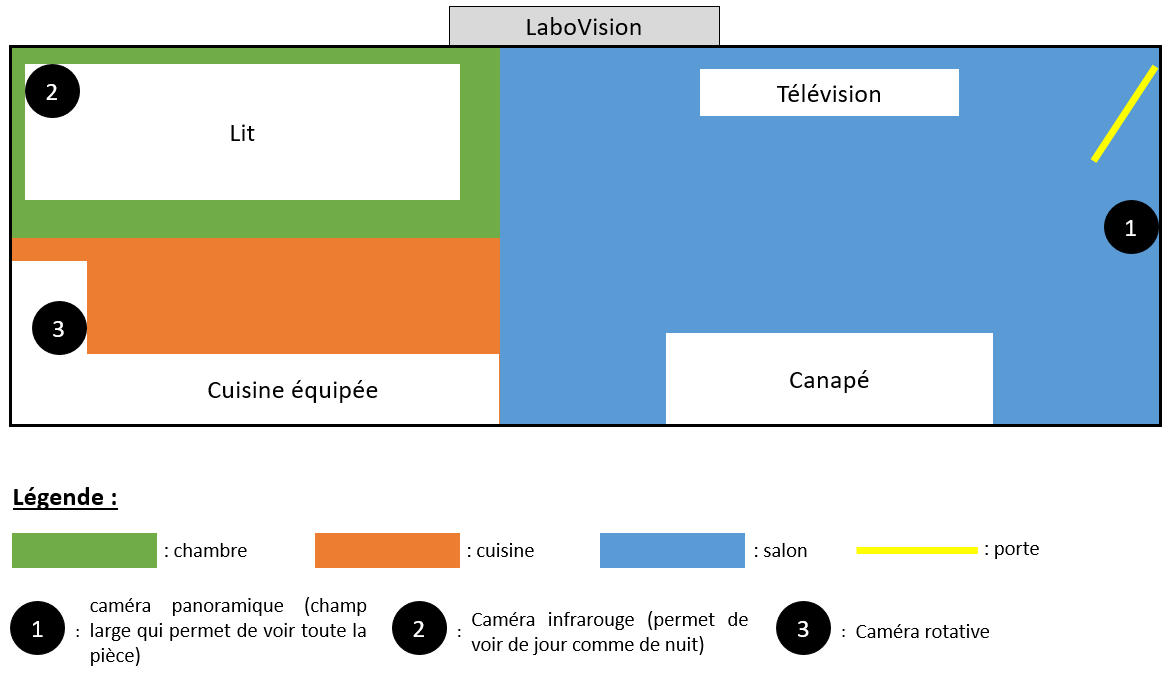 LaboVision
2
Lit
Télévision
1
3
Cuisine équipée
Canapé
Légende :
: chambre
: cuisine
: salon
: porte
1
: caméra panoramique (champ
large qui permet de voir toute la
pièce)
2
: Caméra infrarouge (permet de
voir de jour comme de nuit)
3
: Caméra rotative